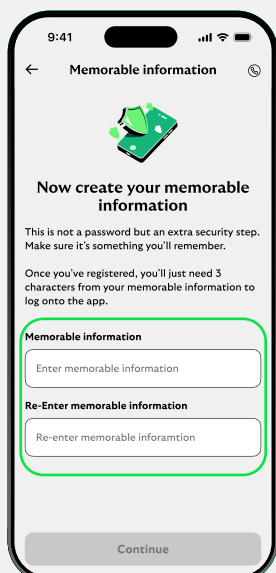 9:41
Memorable information
Now create your memorable
information
This is not a password but an extra security step.
Make sure it's something you'll remember.
Once you've registered, you'll just need 3
characters from your memorable information to
log onto the app.
Memorable information
Enter memorable information
Re-Enter memorable information
Re-enter memorable inforamtion
Continue